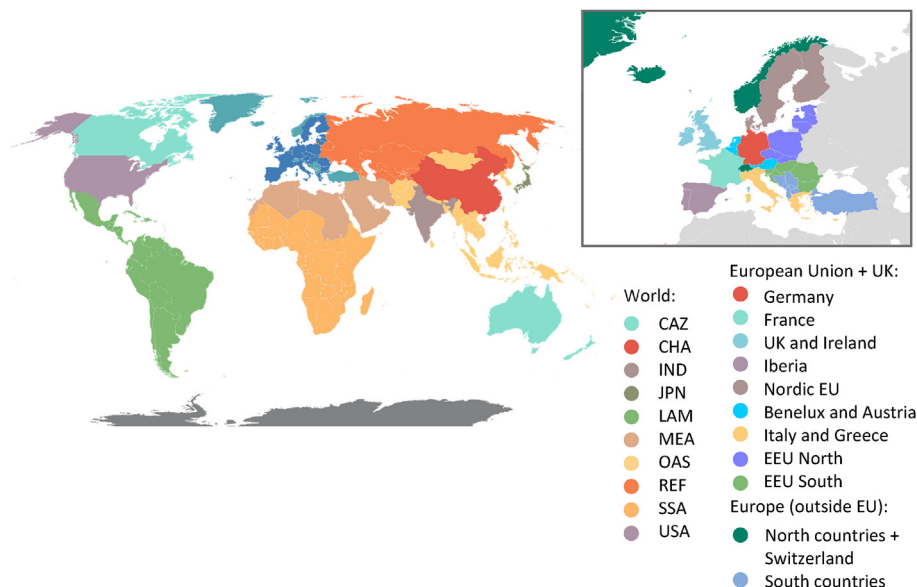 World:
CAZ
CHA
IND
JPN
LAM
MEA
OAS
REF
SSA
USA
European Union + UK:
Germany
France
UK and Ireland
Iberia
Nordic EU
Benelux and Austria
Italy and Greece
EEU North
EEU South
Europe (outside EU):
North countries +
Switzerland
South countries